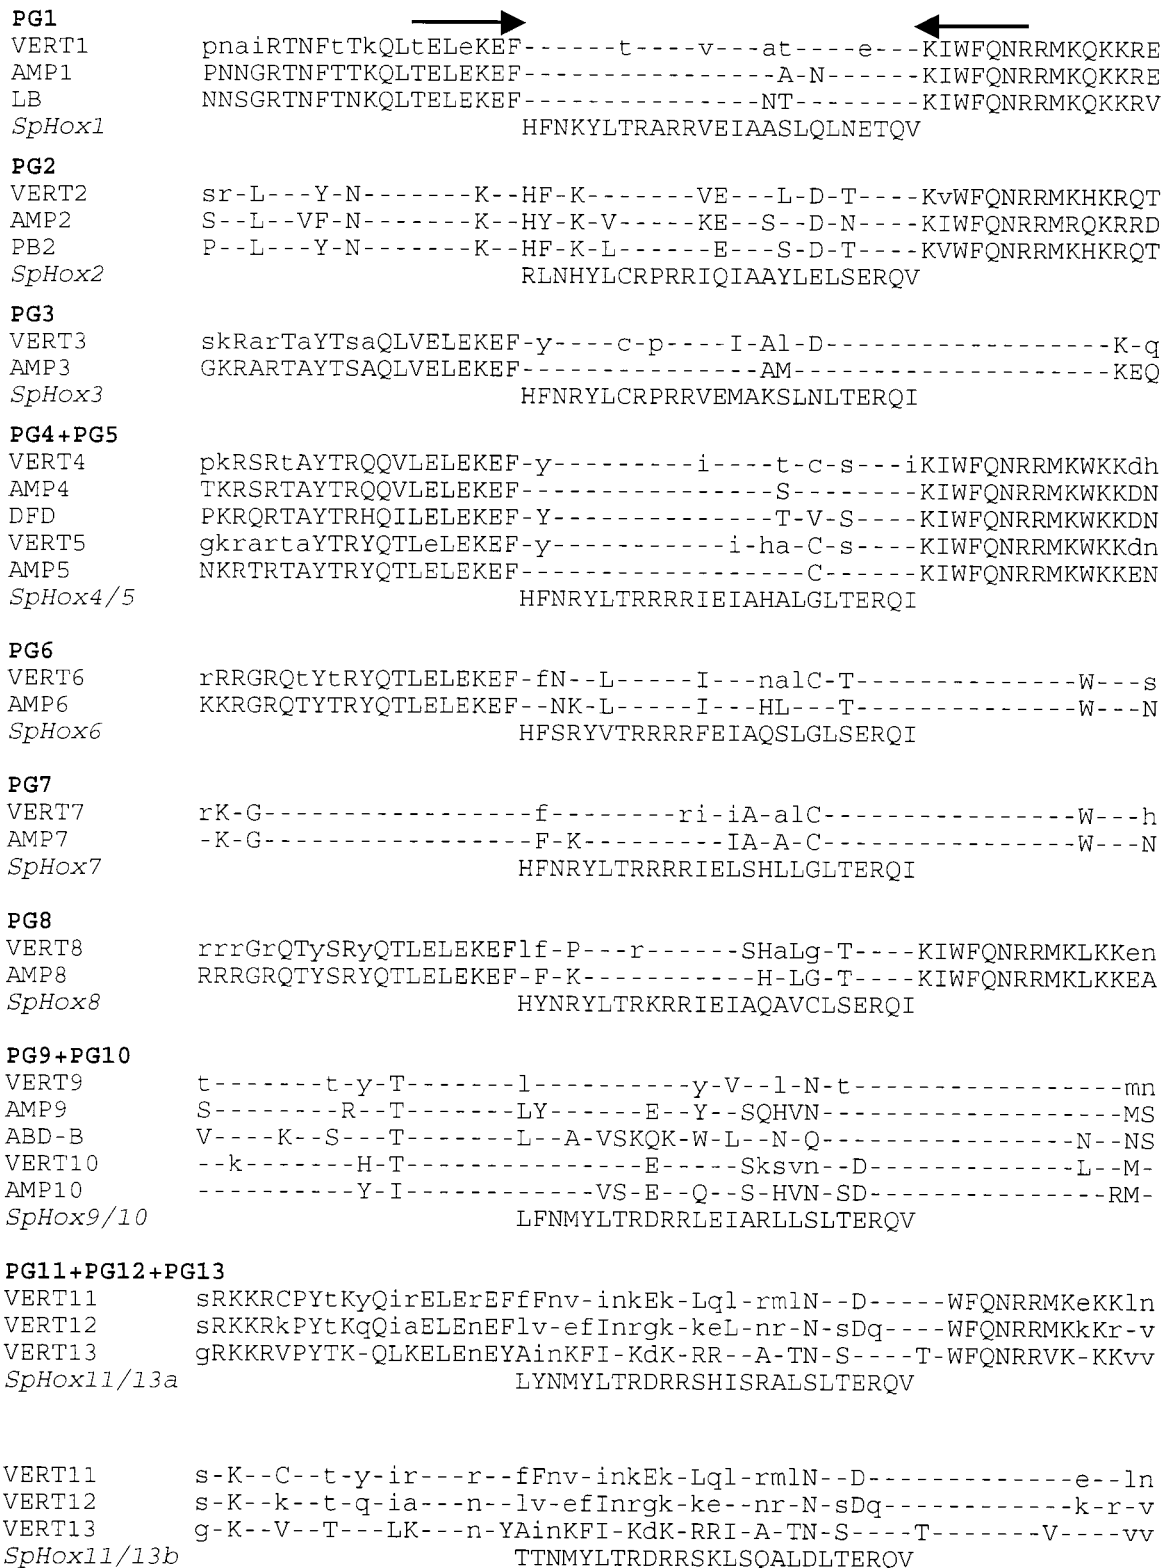 PG1
VERT1 pnaiRTNFtTkQLtELeKEF------t----v---at----e---KIWFQNRRMKQKKRE
AMP1 PNNGRTNFTTKQLTELEKEF----------------A-N------KIWFQNRRMKQKKRE
LB NNSGRTNFTNKQLTELEKEF---------------NT--------KIWFQNRRMKQKKRV
SpHox1 HFNKYLTRARRVEIAASLQLNETQV
PG2
VERT2 sr-L---Y-N-------K--HF-K-------VE---L-D-T----KvWFQNRRMKHKRQT
AMP2 S--L--VF-N-------K--HY-K-V-----KE--S--D-N----KIWFQNRRMRQKRRD
PB2 P--L---Y-N-------K--HF-K-L------E---S-D-T----KVWFQNRRMKHKRQT
SpHox2 RLNHYLCRPRRIQIAAYLELSERQV
PG3
VERT3 skRarTaYTsaQLVELEKEF-y----c-p----I-Al-D------------------K-q
AMP3 GKRARTAYTSAQLVELEKEF---------------AM--------------------KEQ
SpHox3 HFNRYLCRPRRVEMAKSLNLTERQI
PG4+PG5
VERT4 pkRSRtAYTRQQVLELEKEF-y---------i----t-c-s---iKIWFQNRRMKWKKdh
AMP4 TKRSRTAYTRQQVLELEKEF----------------S--------KIWFQNRRMKWKKDN
DFD PKRQRTAYTRHQILELEKEF-Y--------------T-V-S----KIWFQNRRMKWKKDN
VERT5 gkrartaYTRYQTLeLEKEF-y-----------i-ha-C-s----KIWFQNRRMKWKKdn
AMP5 NKRTRTAYTRYQTLELEKEF------------------C------KIWFQNRRMKWKKEN
SpHox4/5 HFNRYLTRRRRIEIAHALGLTERQI
PG6
VERT6 rRRGRQtYtRYQTLELEKEF-fN--L-----I---nalC-T--------------W---s
AMP6 KKRGRQTYTRYQTLELEKEF--NK-L-----I---HL---T--------------W---N
SpHox6 HFSRYVTRRRRFEIAQSLGLSERQI
PG7
VERT7 rK-G-----------------f--------ri-iA-alC----------------W---h
AMP7 -K-G-----------------F-K---------IA-A-C----------------W---N
SpHox7 HFNRYLTRRRRIELSHLLGLTERQI
PG8
VERT8 rrrGrQTySRyQTLELEKEFlf-P---r------SHaLg-T----KIWFQNRRMKLKKen
AMP8 RRRGRQTYSRYQTLELEKEF-F-K-----------H-LG-T----KIWFQNRRMKLKKEA
SpHox8 HYNRYLTRKRRIEIAQAVCLSERQI
PG9+PG10
VERT9 t-------t-y-T-------l----------y-V--l-N-t-----------------mn
AMP9 S--------R--T-------LY------E--Y--SQHVN-------------------MS
ABD-B V----K--S---T-------L--A-VSKQK-W-L--N-Q----------------N--NS
VERT10 --k-------H-T---------------E-----Sksvn--D-------------L--M-
AMP10 ----------Y-I------------VS-E--Q--S-HVN-SD---------------RM-
SpHox9/10 LFNMYLTRDRRLEIARLLSLTERQV
PG11+PG12+PG13
VERT11 sRKKRCPYtKyQirELErEFfFnv-inkEk-Lql-rmlN--D-----WFQNRRMKeKKln
VERT12 sRKKRkPYtKqQiaELEnEFlv-efInrgk-keL-nr-N-sDq----WFQNRRMKkKr-v
VERT13 gRKKRVPYTK-QLKELEnEYAinKFI-KdK-RR--A-TN-S----T-WFQNRRVK-KKvv
SpHox11/13a LYNMYLTRDRRSHISRALSLTERQV
VERT11 s-K--C--t-y-ir---r--fFnv-inkEk-Lql-rmlN--D-------------e--ln
VERT12 s-K--k--t-q-ia---n--lv-efInrgk-ke--nr-N-sDq------------k-r-v
VERT13 g-K--V--T---LK---n-YAinKFI-KdK-RRI-A-TN-S----T-------V----vv
SpHox11/13b TTNMYLTRDRRSKLSQALDLTERQV